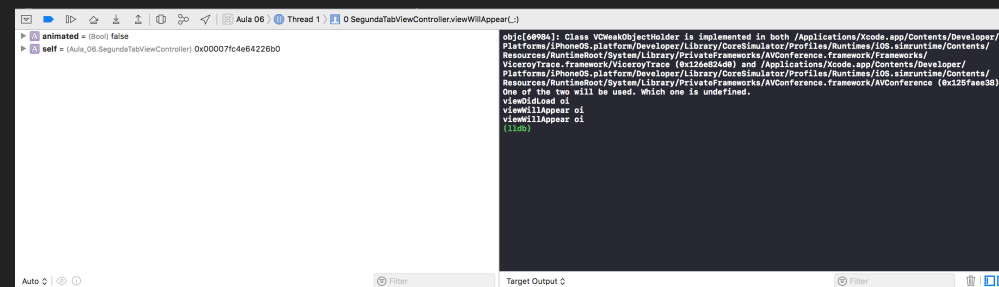 Aula 06 〉 Thread 1 〉 0 SegundaTabViewController.viewWillAppear(_:)
A animated = (Bool) false
A self = (Aula_06.SegundaTabViewController) 0x00007fc4e64226b0
objc[60984]: Class VCWeakObjectHolder is implemented in both /Applications/Xcode.app/Contents/Developer/
Platforms/iPhoneOS.platform/Developer/Library/CoreSimulator/Profiles/Runtimes/iOS.simruntime/Contents/
Resources/RuntimeRoot/System/Library/PrivateFrameworks/AVConference.framework/Frameworks/
ViceroyTrace.framework/ViceroyTrace (0x126e824d0) and /Applications/Xcode.app/Contents/Developer/
Platforms/iPhoneOS.platform/Developer/Library/CoreSimulator/Profiles/Runtimes/iOS.simruntime/Contents/
Resources/RuntimeRoot/System/Library/PrivateFrameworks/AVConference.framework/AVConference (0x125faee38).
One of the two will be used. Which one is undefined.
viewDidLoad oi
viewWillAppear oi
viewWillAppear oi
(lldb)
Auto
Filter
Target Output
Filter